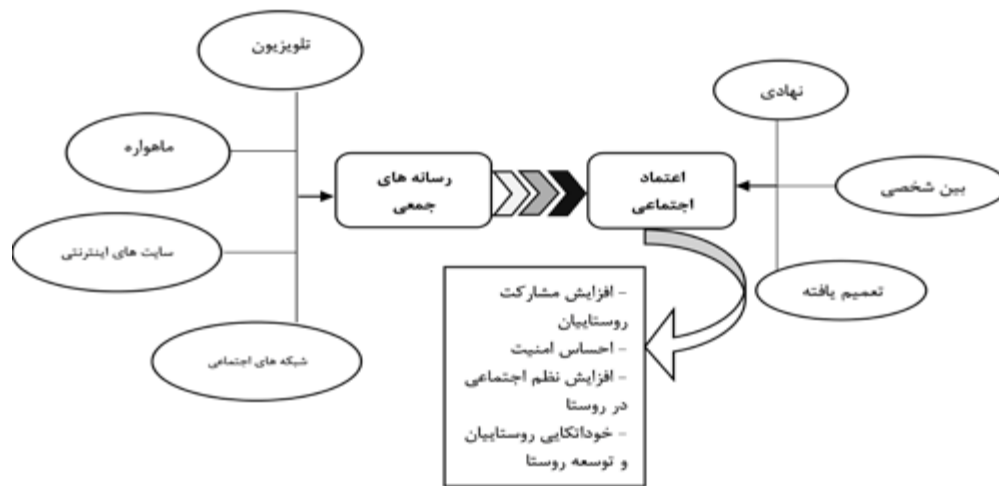 تلویزیون
ماهواره
سایت های اینترنتی
شبکه های اجتماعی
رسانه های
جمعی
اعتماد
اجتماعی
نهادی
بین شخصی
تعمیم یافته
- افزایش مشارکت
روستاییان
- احساس امنیت
- افزایش نظم اجتماعی
در روستا
- خوداتکایی روستاییان
و توسعه روستا